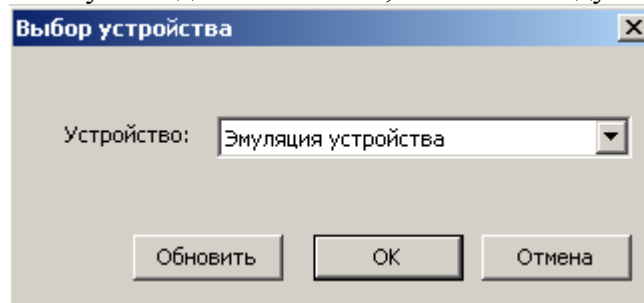 Выбор устройства
Устройство: Эмуляция устройства
Обновить OK Отмена